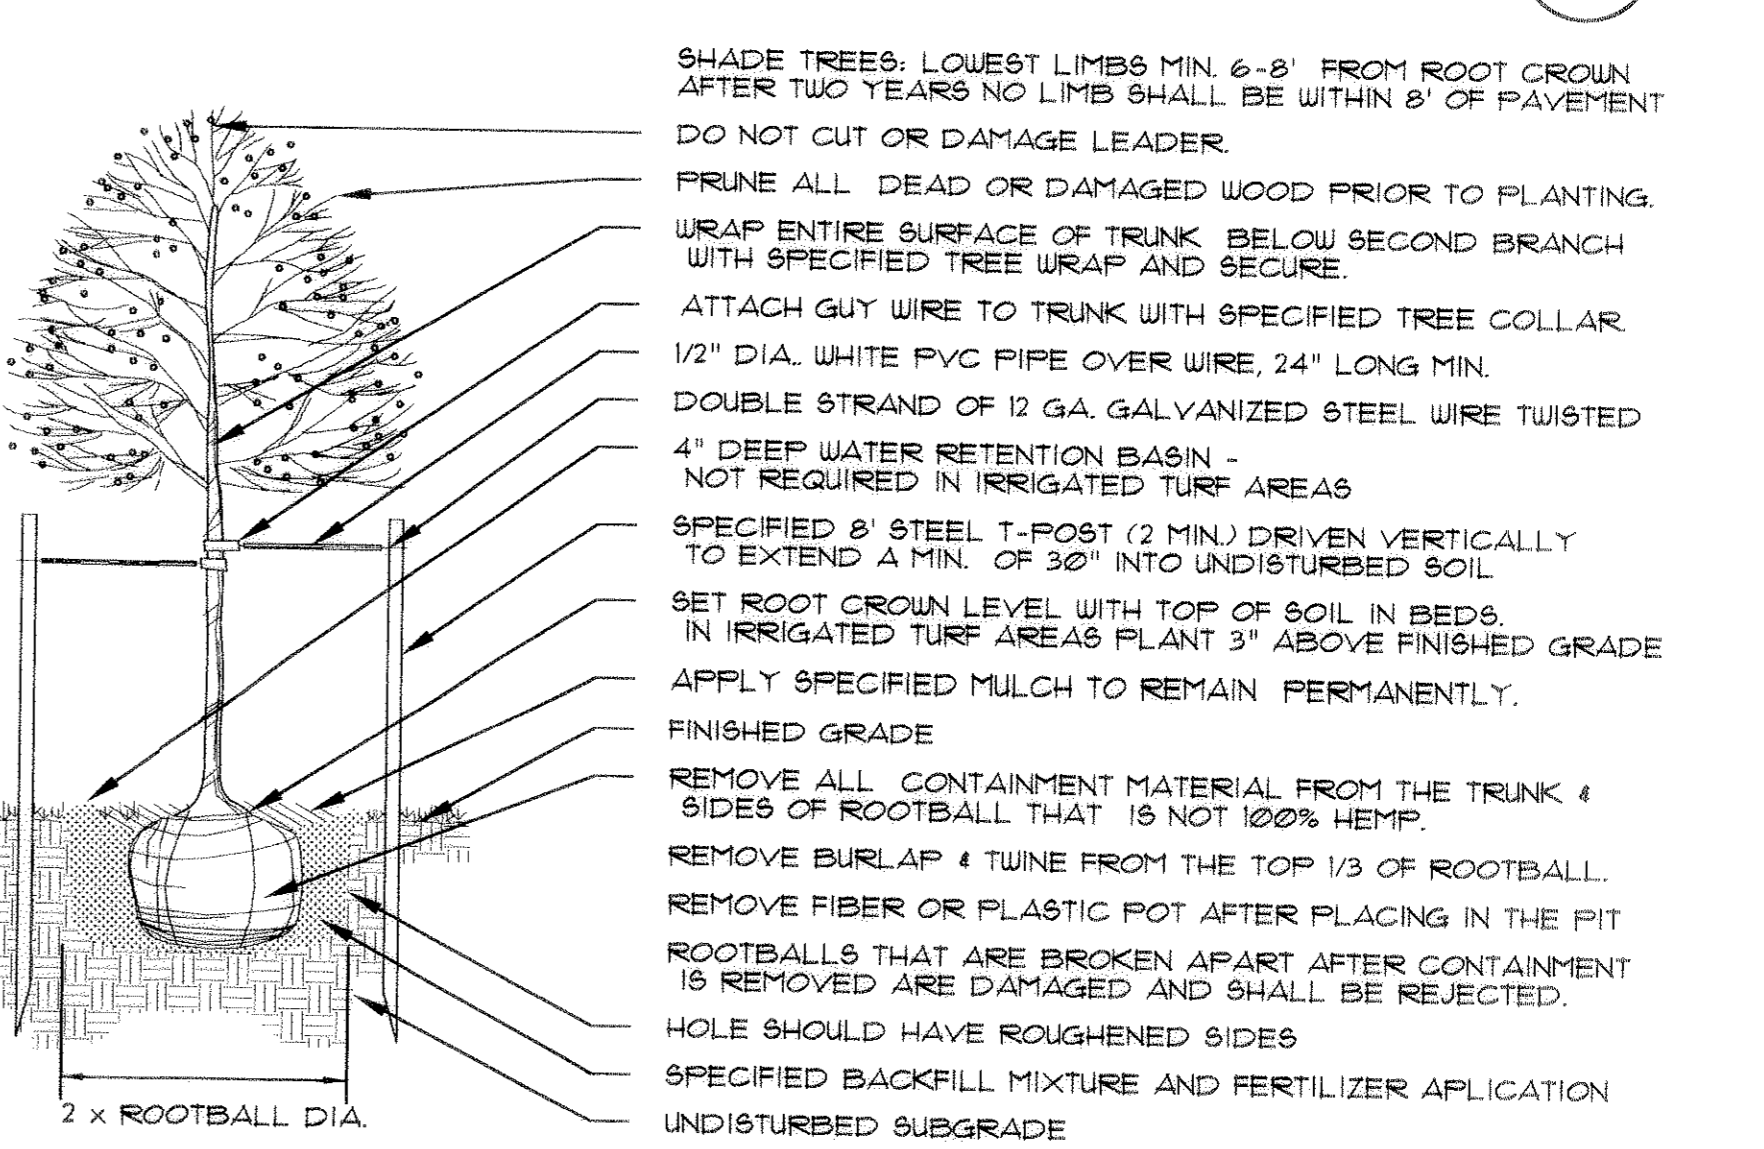 SHADE TREES: LOWEST LIMBS MIN. 6-8' FROM ROOT CROWN
AFTER TWO YEARS NO LIMB SHALL BE WITHIN 8' OF PAVEMENT
DO NOT CUT OR DAMAGE LEADER.
PRUNE ALL DEAD OR DAMAGED WOOD PRIOR TO PLANTING.
WRAP ENTIRE SURFACE OF TRUNK BELOW SECOND BRANCH
WITH SPECIFIED TREE WRAP AND SECURE.
ATTACH GUY WIRE TO TRUNK WITH SPECIFIED TREE COLLAR
1/2" DIA.. WHITE PVC PIPE OVER WIRE, 24" LONG MIN.
DOUBLE STRAND OF 12 GA. GALVANIZED STEEL WIRE TWISTED
4" DEEP WATER RETENTION BASIN -
NOT REQUIRED IN IRRIGATED TURF AREAS
SPECIFIED 8' STEEL T-POST (2 MIN.) DRIVEN VERTICALLY
TO EXTEND A MIN. OF 30" INTO UNDISTURBED SOIL
SET ROOT CROWN LEVEL WITH TOP OF SOIL IN BEDS.
IN IRRIGATED TURF AREAS PLANT 3" ABOVE FINISHED GRADE
APPLY SPECIFIED MULCH TO REMAIN PERMANENTLY.
FINISHED GRADE
REMOVE ALL CONTAINMENT MATERIAL FROM THE TRUNK &
SIDES OF ROOTBALL THAT IS NOT 100% HEMP.
REMOVE BURLAP & TWINE FROM THE TOP 1/3 OF ROOTBALL.
REMOVE FIBER OR PLASTIC POT AFTER PLACING IN THE PIT
ROOTBALLS THAT ARE BROKEN APART AFTER CONTAINMENT
IS REMOVED ARE DAMAGED AND SHALL BE REJECTED.
HOLE SHOULD HAVE ROUGHENED SIDES
SPECIFIED BACKFILL MIXTURE AND FERTILIZER APLICATION
UNDISTURBED SUBGRADE
2 x ROOTBALL DIA.